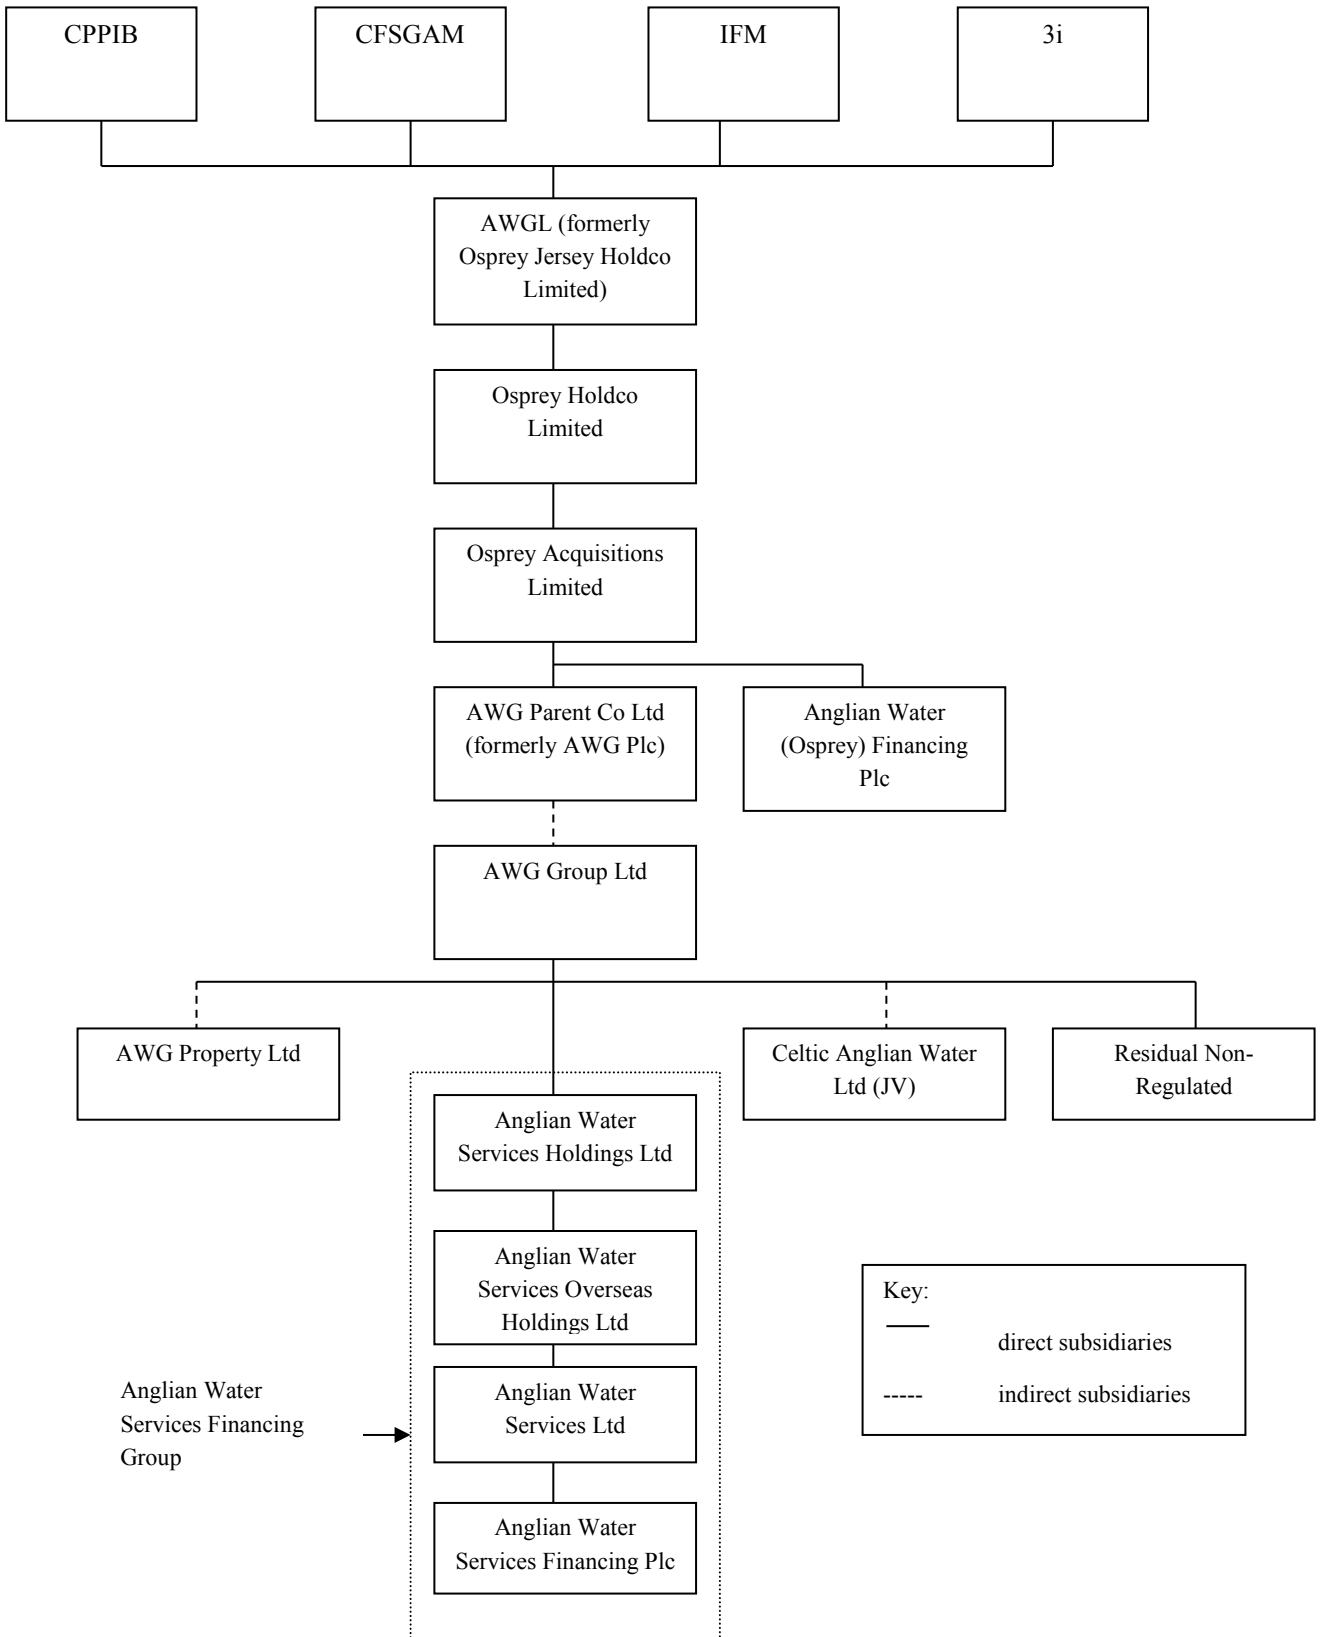 CPPIB
CFSGAM
IFM
3i
AWGL (formerly
Osprey Jersey Holdco
Limited)
Osprey Holdco
Limited
Osprey Acquisitions
Limited
AWG Parent Co Ltd
(formerly AWG Plc)
Anglian Water
(Osprey) Financing
Plc
AWG Group Ltd
AWG Property Ltd
Celtic Anglian Water
Ltd (JV)
Residual Non-
Regulated
Anglian Water
Services Holdings Ltd
Anglian Water
Services Overseas
Holdings Ltd
Anglian Water
Services Ltd
Anglian Water
Services Financing Plc
Anglian Water
Services Financing
Group
Key:
direct subsidiaries
indirect subsidiaries